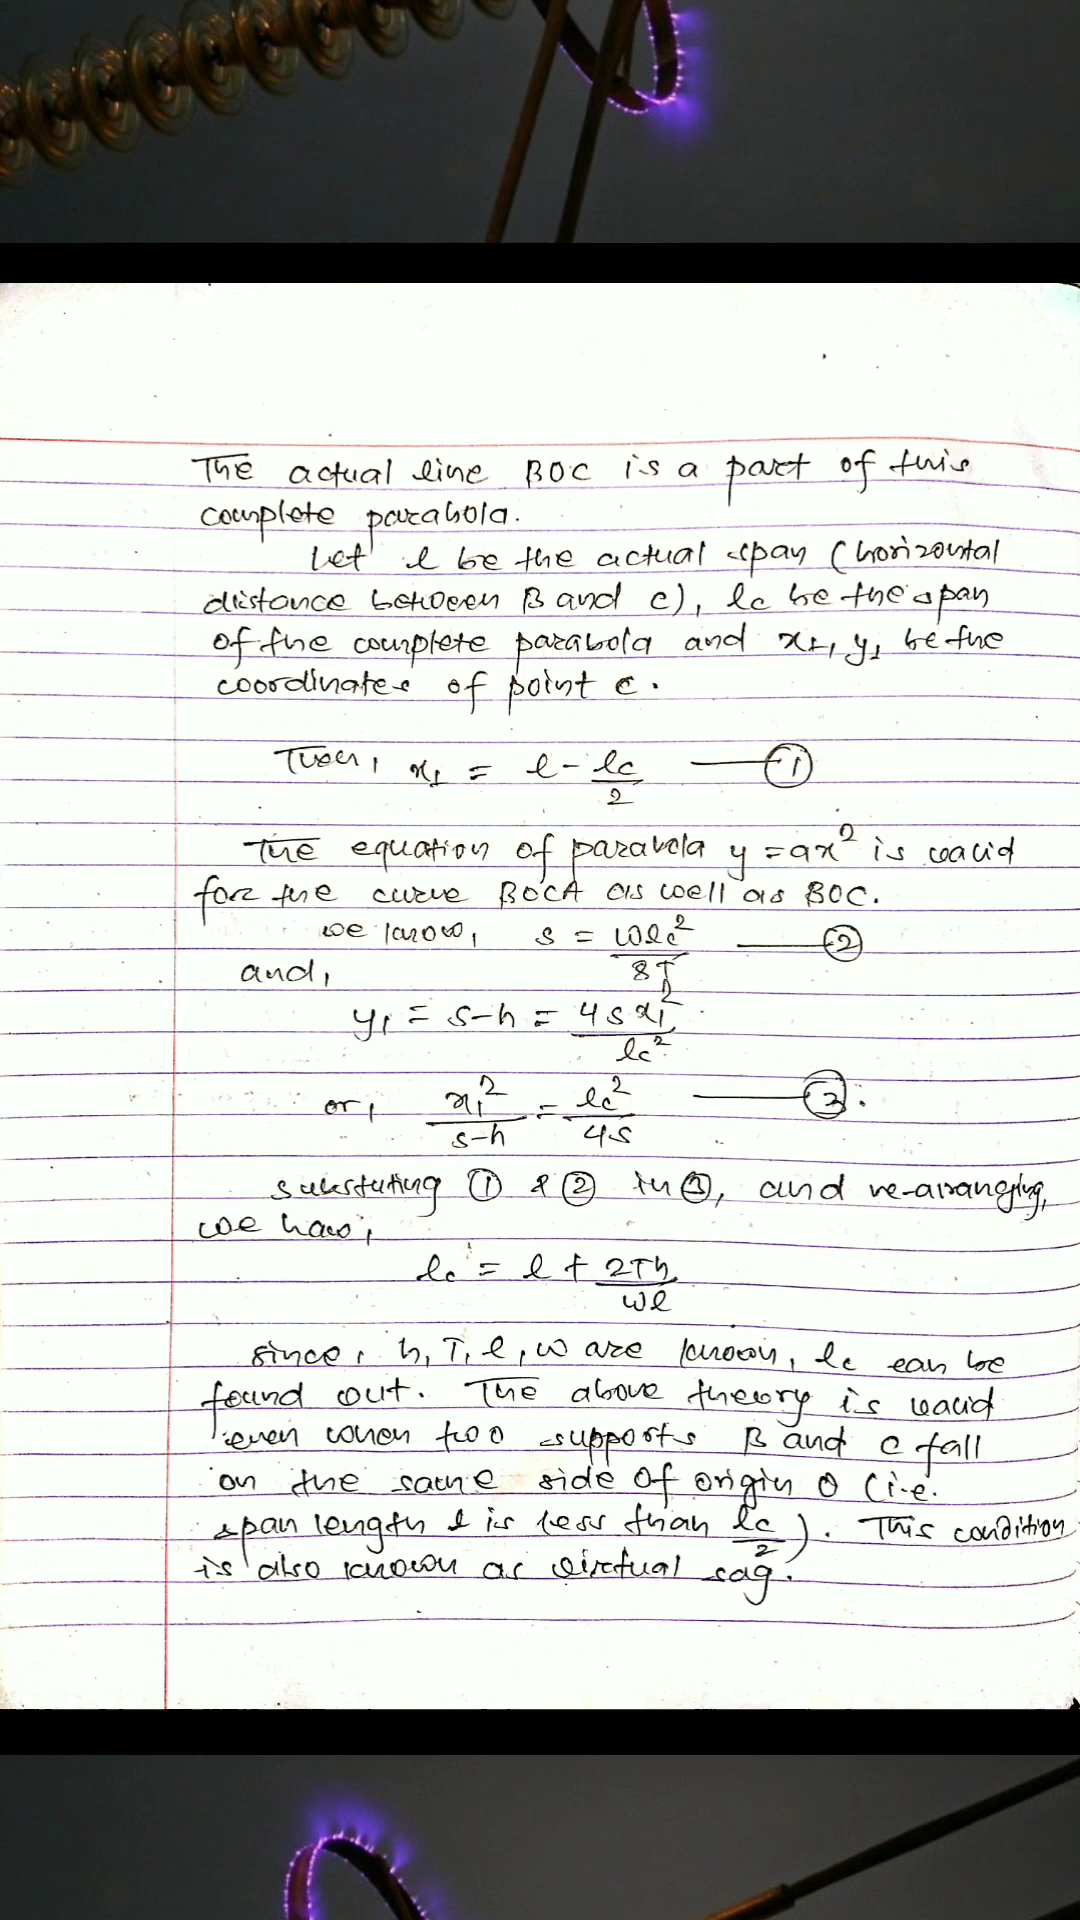 The actual line BOC is a part of this
complete parabola.
Let l be the actual span (horizontal
distance between B and C), lc be the span
of the complete parabola and x1, y1 be the
coordinates of point C.
Then, x1 = l - lc/2 —— ①
The equation of parabola y = ax² is valid
for the curve BOCA as well as BOC.
we know, s = wlc²/8T —— ②
and,
y1 = s-h = 4sx1²/lc²
or, x1²/s-h = lc²/4s —— ③.
substuting ① & ② in ③, and re-arranging,
we have,
lc = l + 2Th/wl
since, h, T, l, w are known, lc can be
found out. The above theory is valid
even when two supports B and C fall
on the same side of origin O (i.e.
span length l is less than lc/2). This condition
is also known as virtual sag.